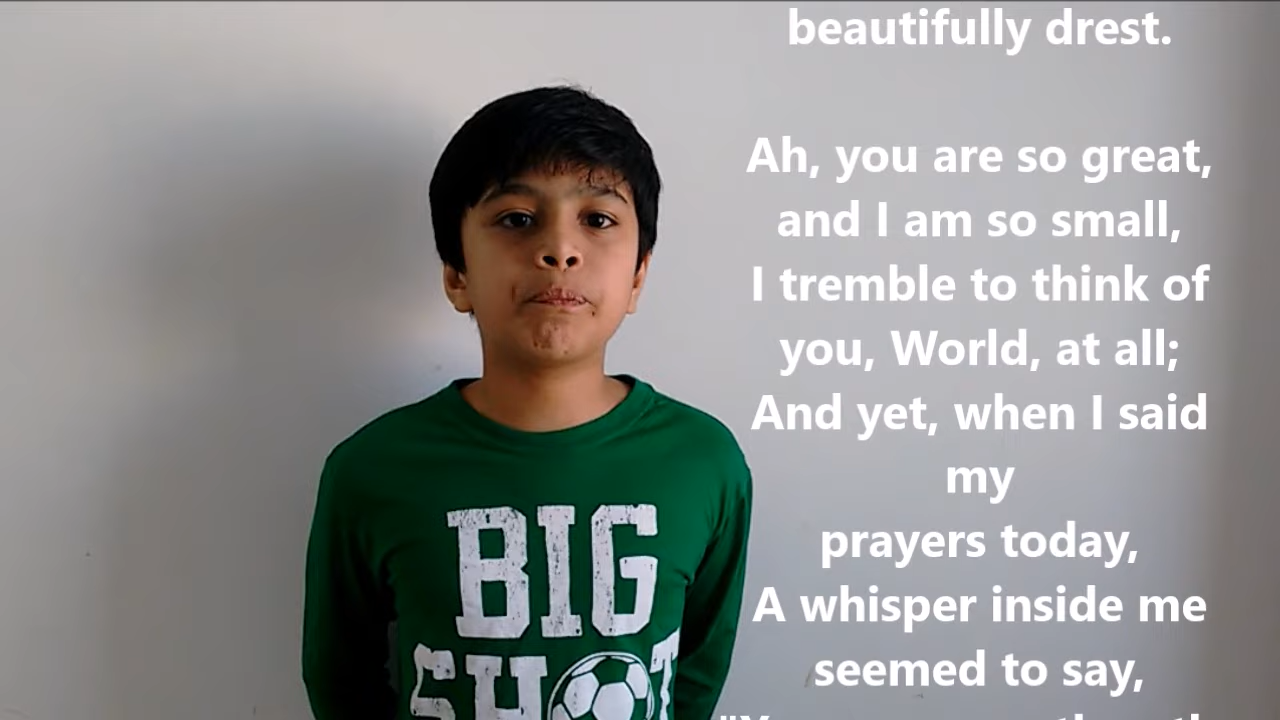 beautifully drest.
Ah, you are so great,
and I am so small,
I tremble to think of
you, World, at all;
And yet, when I said
my
prayers today,
A whisper inside me
seemed to say,
BIG
SHOT